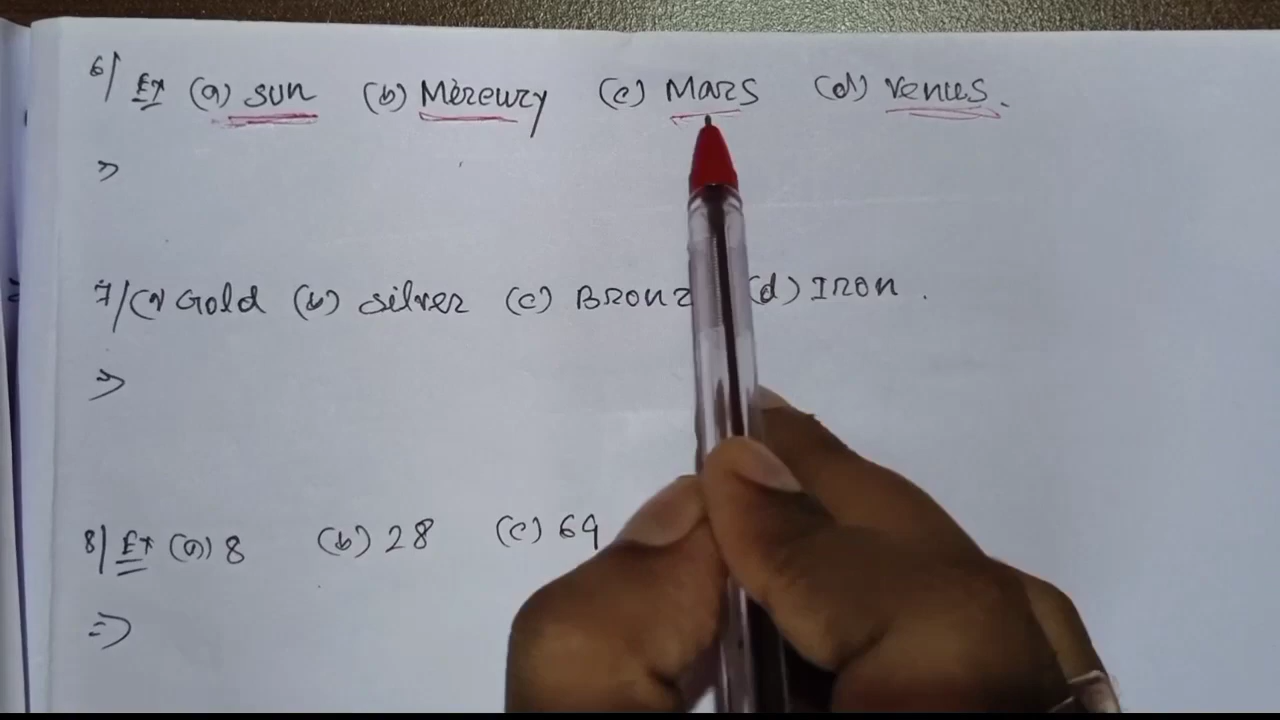 6/ Ex (a) Sun (b) Mercury (c) Mars (d) Venus.
⇒
7/ (a) Gold (b) Silver (c) Bronz (d) Iron.
⇒
8/ Ex (a) 8 (b) 28 (c) 64
⇒